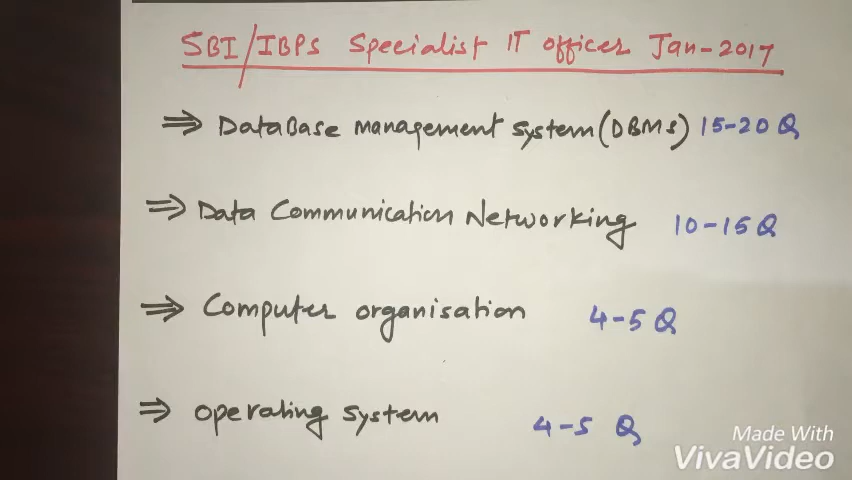 SBI/IBPS Specialist IT officer Jan-2017
⇒ DataBase management system (DBMS) 15-20 Q
⇒ Data Communication Networking 10-15 Q
⇒ Computer organisation 4-5 Q
⇒ operating system 4-5 Q
Made With
VivaVideo